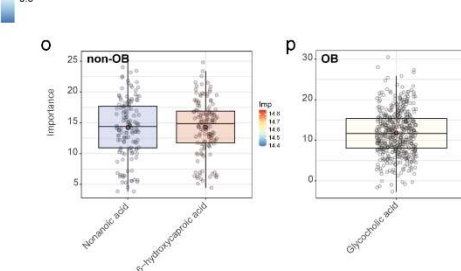 o
non-OB
Importance
25
20
15
10
5
Nonanoic acid
6-hydroxycaproic acid
Imp
14.8
14.7
14.6
14.5
14.4
p
OB
30
20
10
0
Glycocholic acid